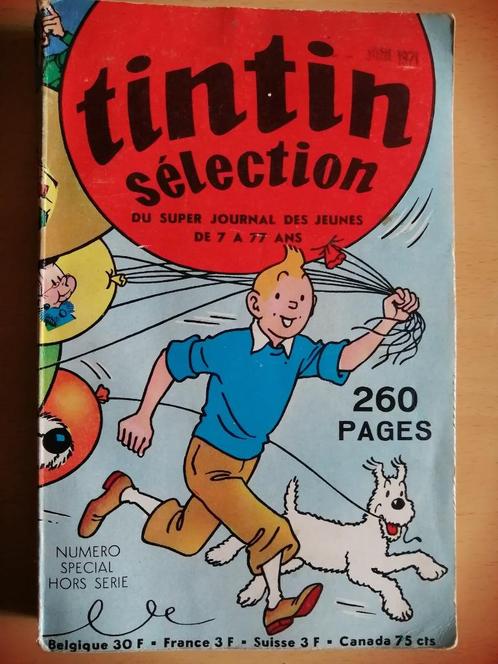 1971
tintin
sélection
DU SUPER JOURNAL DES JEUNES
DE 7 A 77 ANS
260
PAGES
NUMERO
SPECIAL
HORS SERIE
Belgique 30 F - France 3 F - Suisse 3 F - Canada 75 cts